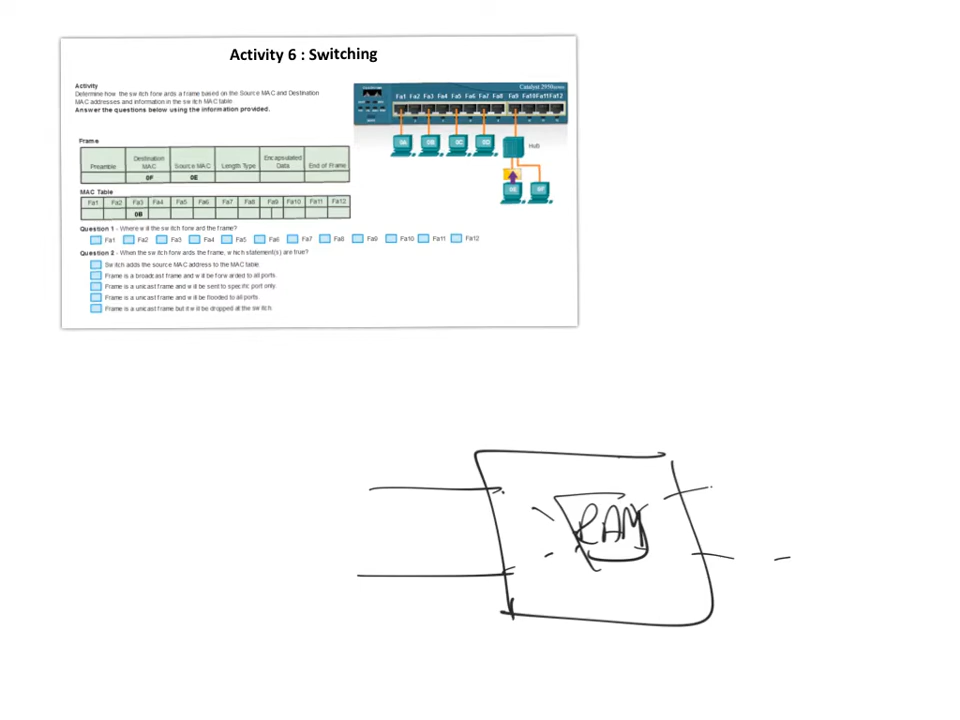 Activity 6 : Switching
Activity
Determine how the switch forwards a frame based on the Source MAC and Destination
MAC addresses and information in the switch MAC table.
Answer the questions below using the information provided.
Catalyst 2950
Fa1 Fa2 Fa3 Fa4 Fa5 Fa6 Fa7 Fa8 Fa9 Fa10 Fa11 Fa12
0A 0B 0C 0D Hub
0E 0F
Frame
Preamble Destination MAC Source MAC Length Type Encapsulated Data End of Frame
0F 0E
MAC Table
Fa1 Fa2 Fa3 Fa4 Fa5 Fa6 Fa7 Fa8 Fa9 Fa10 Fa11 Fa12
0B
Question 1 - Where will the switch forward the frame?
Fa1 Fa2 Fa3 Fa4 Fa5 Fa6 Fa7 Fa8 Fa9 Fa10 Fa11 Fa12
Question 2 - When the switch forwards the frame, which statement(s) are true?
Switch adds the source MAC address to the MAC table.
Frame is a broadcast frame and will be forwarded to all ports.
Frame is a unicast frame and will be sent to specific port only.
Frame is a unicast frame and will be flooded to all ports.
Frame is a unicast frame but it will be dropped at the switch.
RAM